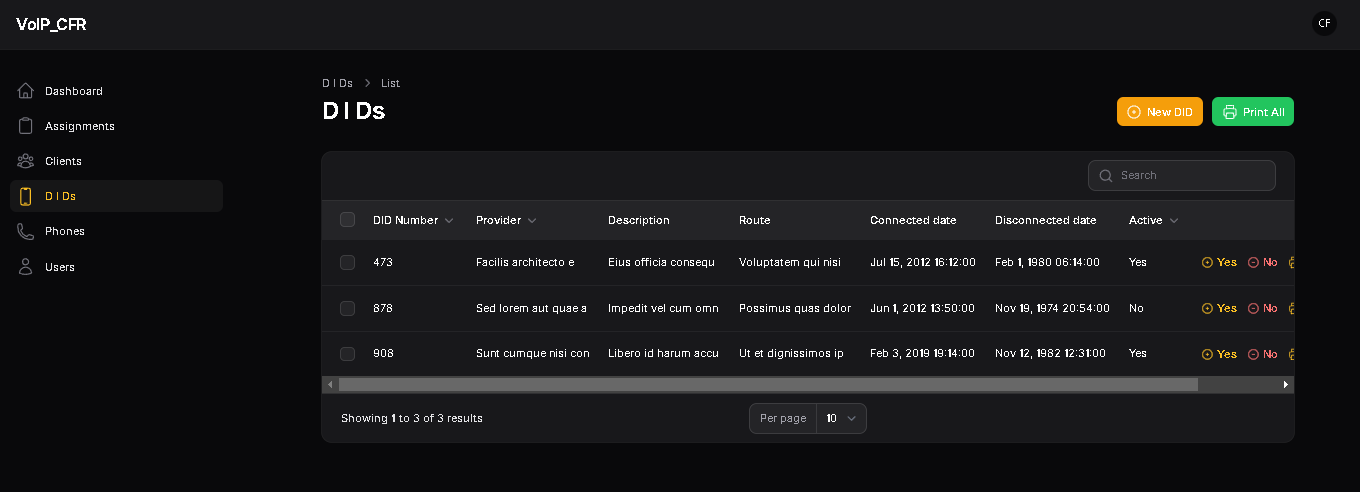 VoIP_CFR
CF
Dashboard
Assignments
Clients
D I Ds
Phones
Users
D I Ds > List
D I Ds
New DID
Print All
Search
DID Number Provider Description Route Connected date Disconnected date Active
473 Facilis architecto e Eius officia consequ Voluptatem qui nisi Jul 15, 2012 16:12:00 Feb 1, 1980 06:14:00 Yes Yes No
878 Sed lorem aut quae a Impedit vel cum omn Possimus quas dolor Jun 1, 2012 13:50:00 Nov 19, 1974 20:54:00 No Yes No
908 Sunt cumque nisi con Libero id harum accu Ut et dignissimos ip Feb 3, 2019 19:14:00 Nov 12, 1982 12:31:00 Yes Yes No
Showing 1 to 3 of 3 results
Per page 10